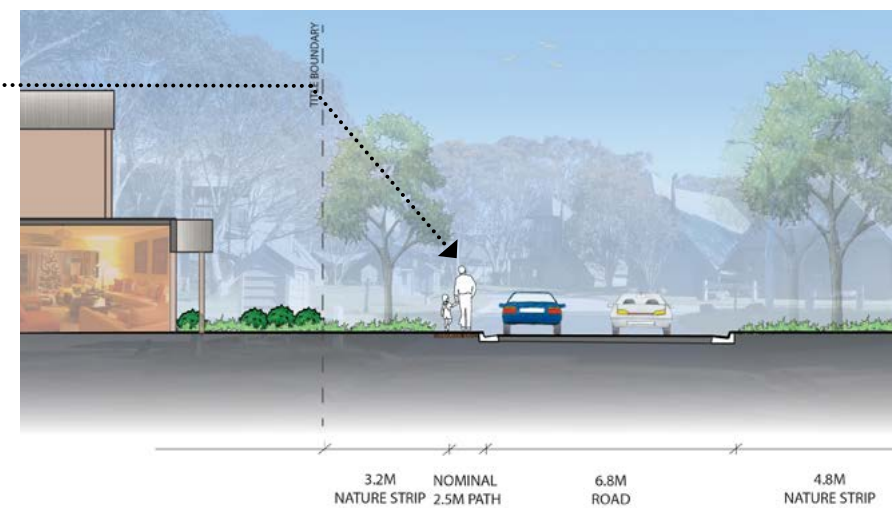 TITLE BOUNDARY
3.2M
NATURE STRIP
NOMINAL
2.5M PATH
6.8M
ROAD
4.8M
NATURE STRIP